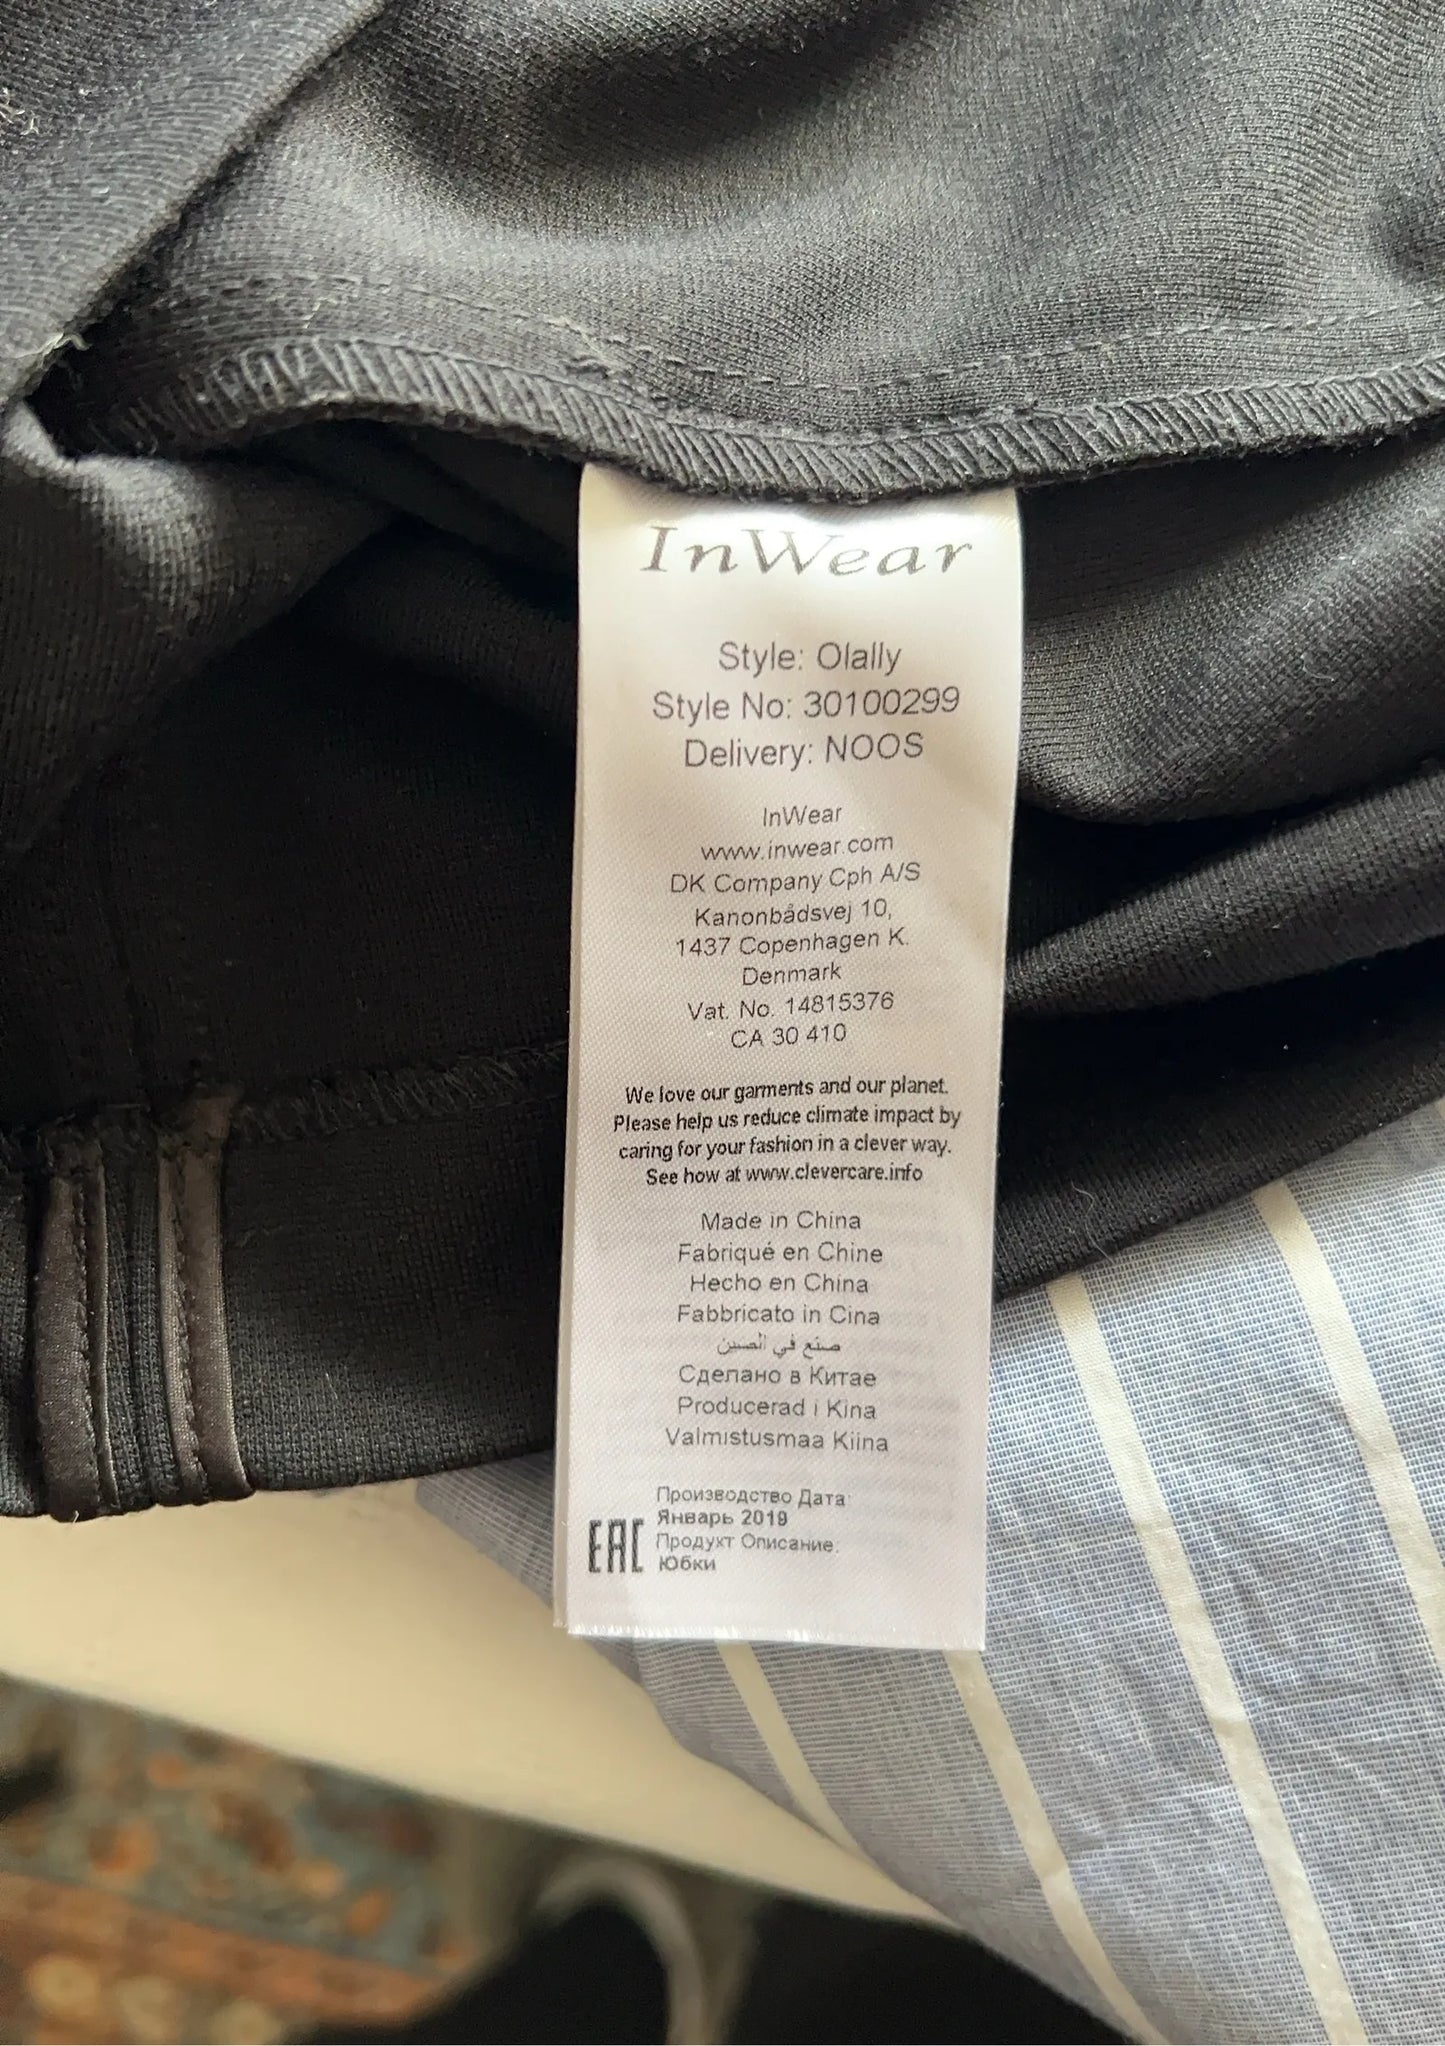 InWear
Style: Olally
Style No: 30100299
Delivery: NOOS
InWear
www.inwear.com
DK Company Cph A/S
Kanonbådsvej 10,
1437 Copenhagen K.
Denmark
Vat. No. 14815376
CA 30 410
We love our garments and our planet.
Please help us reduce climate impact by
caring for your fashion in a clever way.
See how at www.clevercare.info
Made in China
Fabriqué en Chine
Hecho en China
Fabbricato in Cina
صنع في الصين
Сделано в Китае
Producerad i Kina
Valmistusmaa Kiina
Производство Дата:
Январь 2019
EAC
Продукт Описание:
Юбки